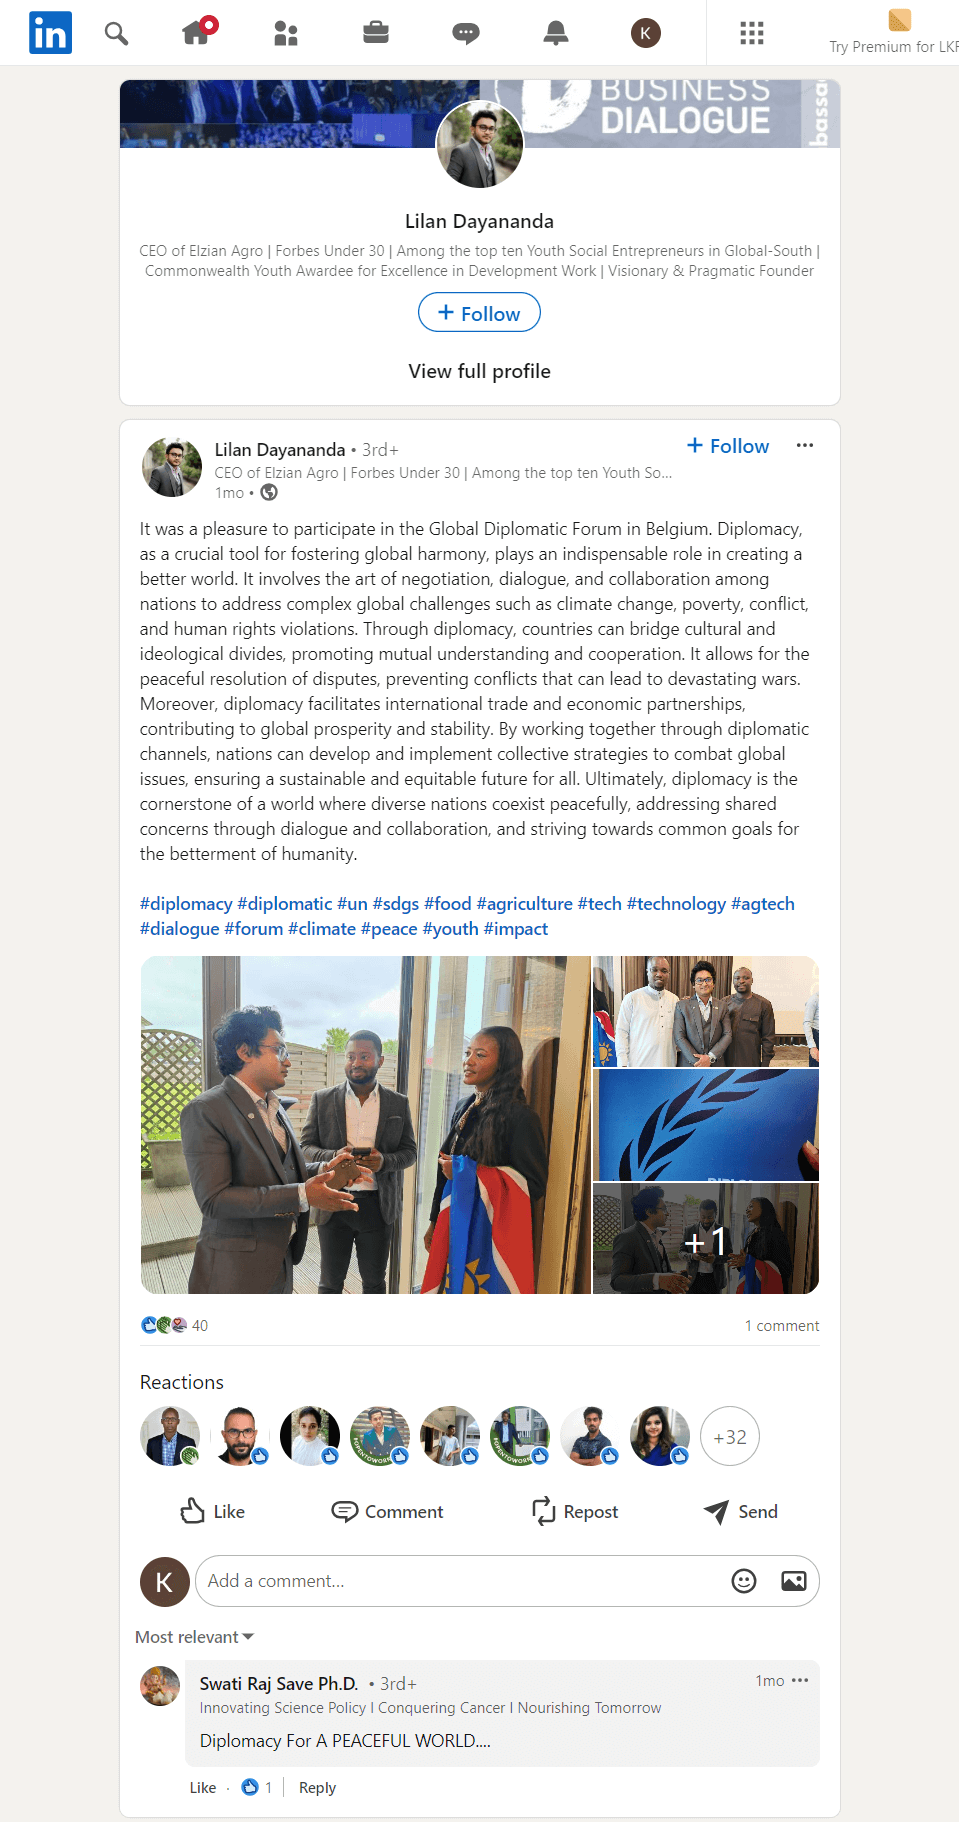 in
K
Try Premium for LKR
BUSINESS
DIALOGUE
bassa
Lilan Dayananda
CEO of Elzian Agro | Forbes Under 30 | Among the top ten Youth Social Entrepreneurs in Global-South |
Commonwealth Youth Awardee for Excellence in Development Work | Visionary & Pragmatic Founder
+ Follow
View full profile
Lilan Dayananda • 3rd+
+ Follow
CEO of Elzian Agro | Forbes Under 30 | Among the top ten Youth So...
1mo •
It was a pleasure to participate in the Global Diplomatic Forum in Belgium. Diplomacy,
as a crucial tool for fostering global harmony, plays an indispensable role in creating a
better world. It involves the art of negotiation, dialogue, and collaboration among
nations to address complex global challenges such as climate change, poverty, conflict,
and human rights violations. Through diplomacy, countries can bridge cultural and
ideological divides, promoting mutual understanding and cooperation. It allows for the
peaceful resolution of disputes, preventing conflicts that can lead to devastating wars.
Moreover, diplomacy facilitates international trade and economic partnerships,
contributing to global prosperity and stability. By working together through diplomatic
channels, nations can develop and implement collective strategies to combat global
issues, ensuring a sustainable and equitable future for all. Ultimately, diplomacy is the
cornerstone of a world where diverse nations coexist peacefully, addressing shared
concerns through dialogue and collaboration, and striving towards common goals for
the betterment of humanity.
#diplomacy #diplomatic #un #sdgs #food #agriculture #tech #technology #agtech
#dialogue #forum #climate #peace #youth #impact
+1
40
1 comment
Reactions
#OPENTOWORK
#OPENTOWORK
+32
Like
Comment
Repost
Send
K
Add a comment...
Most relevant
Swati Raj Save Ph.D. • 3rd+
1mo
Innovating Science Policy I Conquering Cancer I Nourishing Tomorrow
Diplomacy For A PEACEFUL WORLD....
Like · 1 | Reply